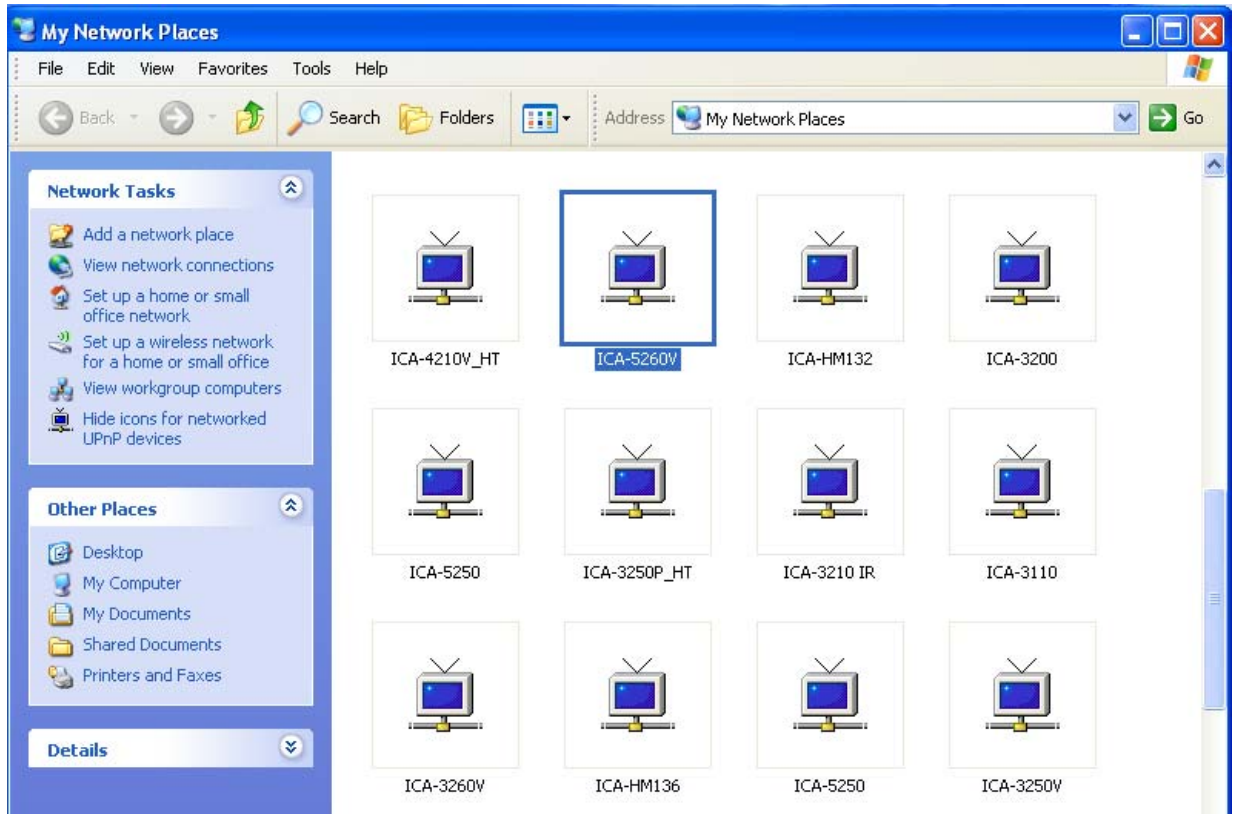 My Network Places
File Edit View Favorites Tools Help
Back Search Folders Address My Network Places Go
Network Tasks
Add a network place
View network connections
Set up a home or small
office network
Set up a wireless network
for a home or small office
View workgroup computers
Hide icons for networked
UPnP devices
Other Places
Desktop
My Computer
My Documents
Shared Documents
Printers and Faxes
Details
ICA-4210V_HT ICA-5260V ICA-HM132 ICA-3200
ICA-5250 ICA-3250P_HT ICA-3210 IR ICA-3110
ICA-3260V ICA-HM136 ICA-5250 ICA-3250V